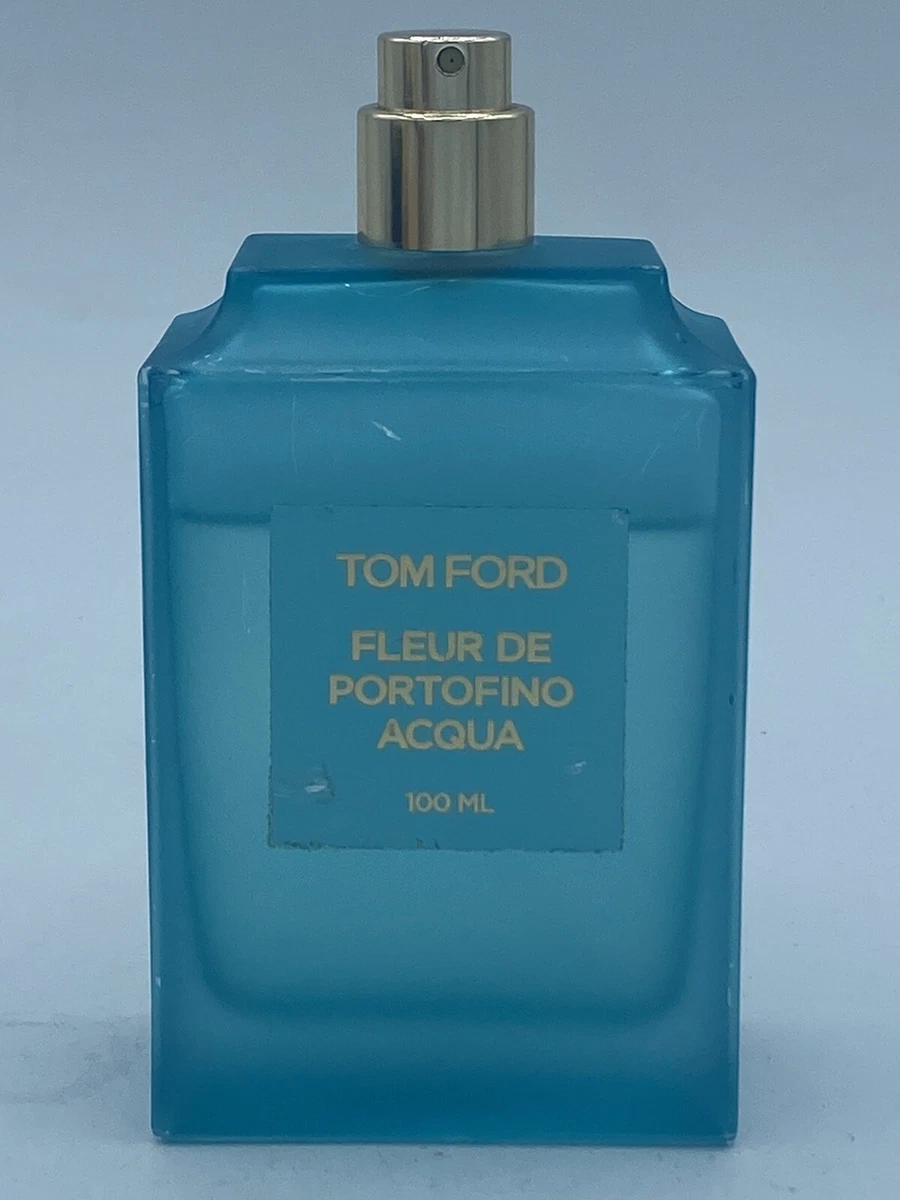 TOM FORD
FLEUR DE
PORTOFINO
ACQUA
100 ML